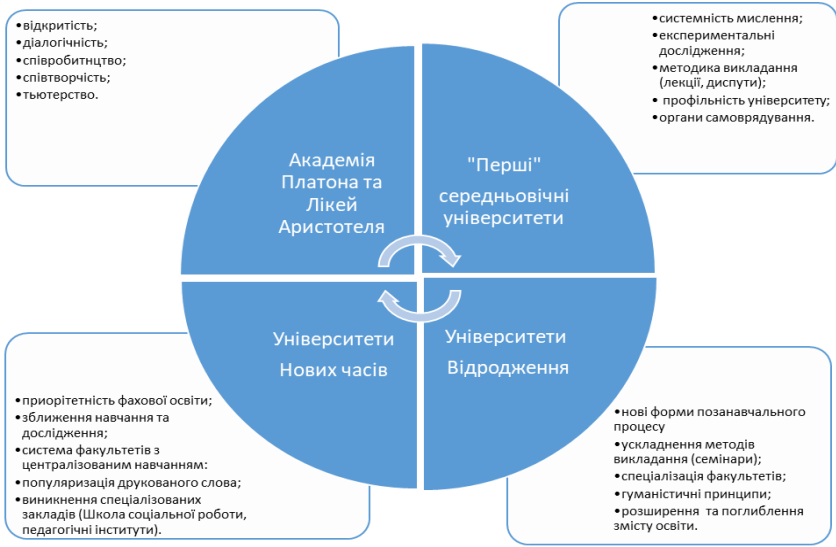 •відкритість;
•діалогічність;
•співробитнцтво;
•співтворчість;
•тьютерство.
•системність мислення;
•експериментальні
дослідження;
•методика викладання
(лекції, диспути);
• профільність університету;
•органи самоврядування.
Академія
Платона та
Лікей
Аристотеля
"Перші"
середньовічні
університети
Університети
Нових часів
Університети
Відродження
•приорітетність фахової освіти;
•зближення навчання та
дослідження;
•система факультетів з
централізованим навчанням:
•популяризація друкованого слова;
•виникнення спеціалізованих
закладів (Школа соціальної роботи,
педагогічні інститути).
•нові форми позанавчального
процесу
•ускладнення методів
викладання (семінари);
•спеціалізація факультетів;
•гуманістичні принципи;
•розширення та поглиблення
змісту освіти.